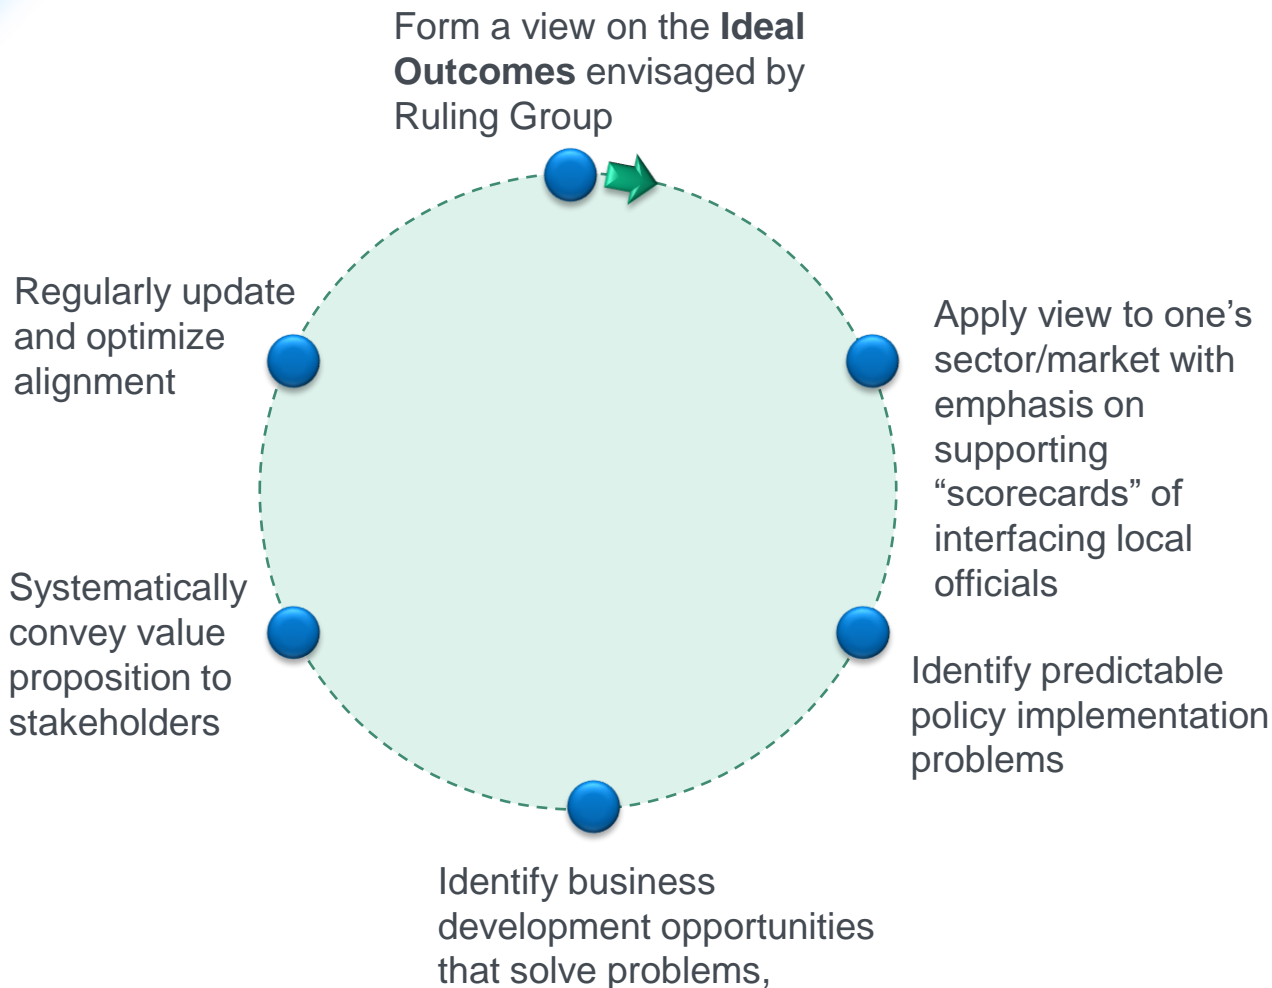 Form a view on the Ideal
Outcomes envisaged by
Ruling Group
Apply view to one’s
sector/market with
emphasis on
supporting
“scorecards” of
interfacing local
officials
Identify predictable
policy implementation
problems
Identify business
development opportunities
that solve problems,
Systematically
convey value
proposition to
stakeholders
Regularly update
and optimize
alignment